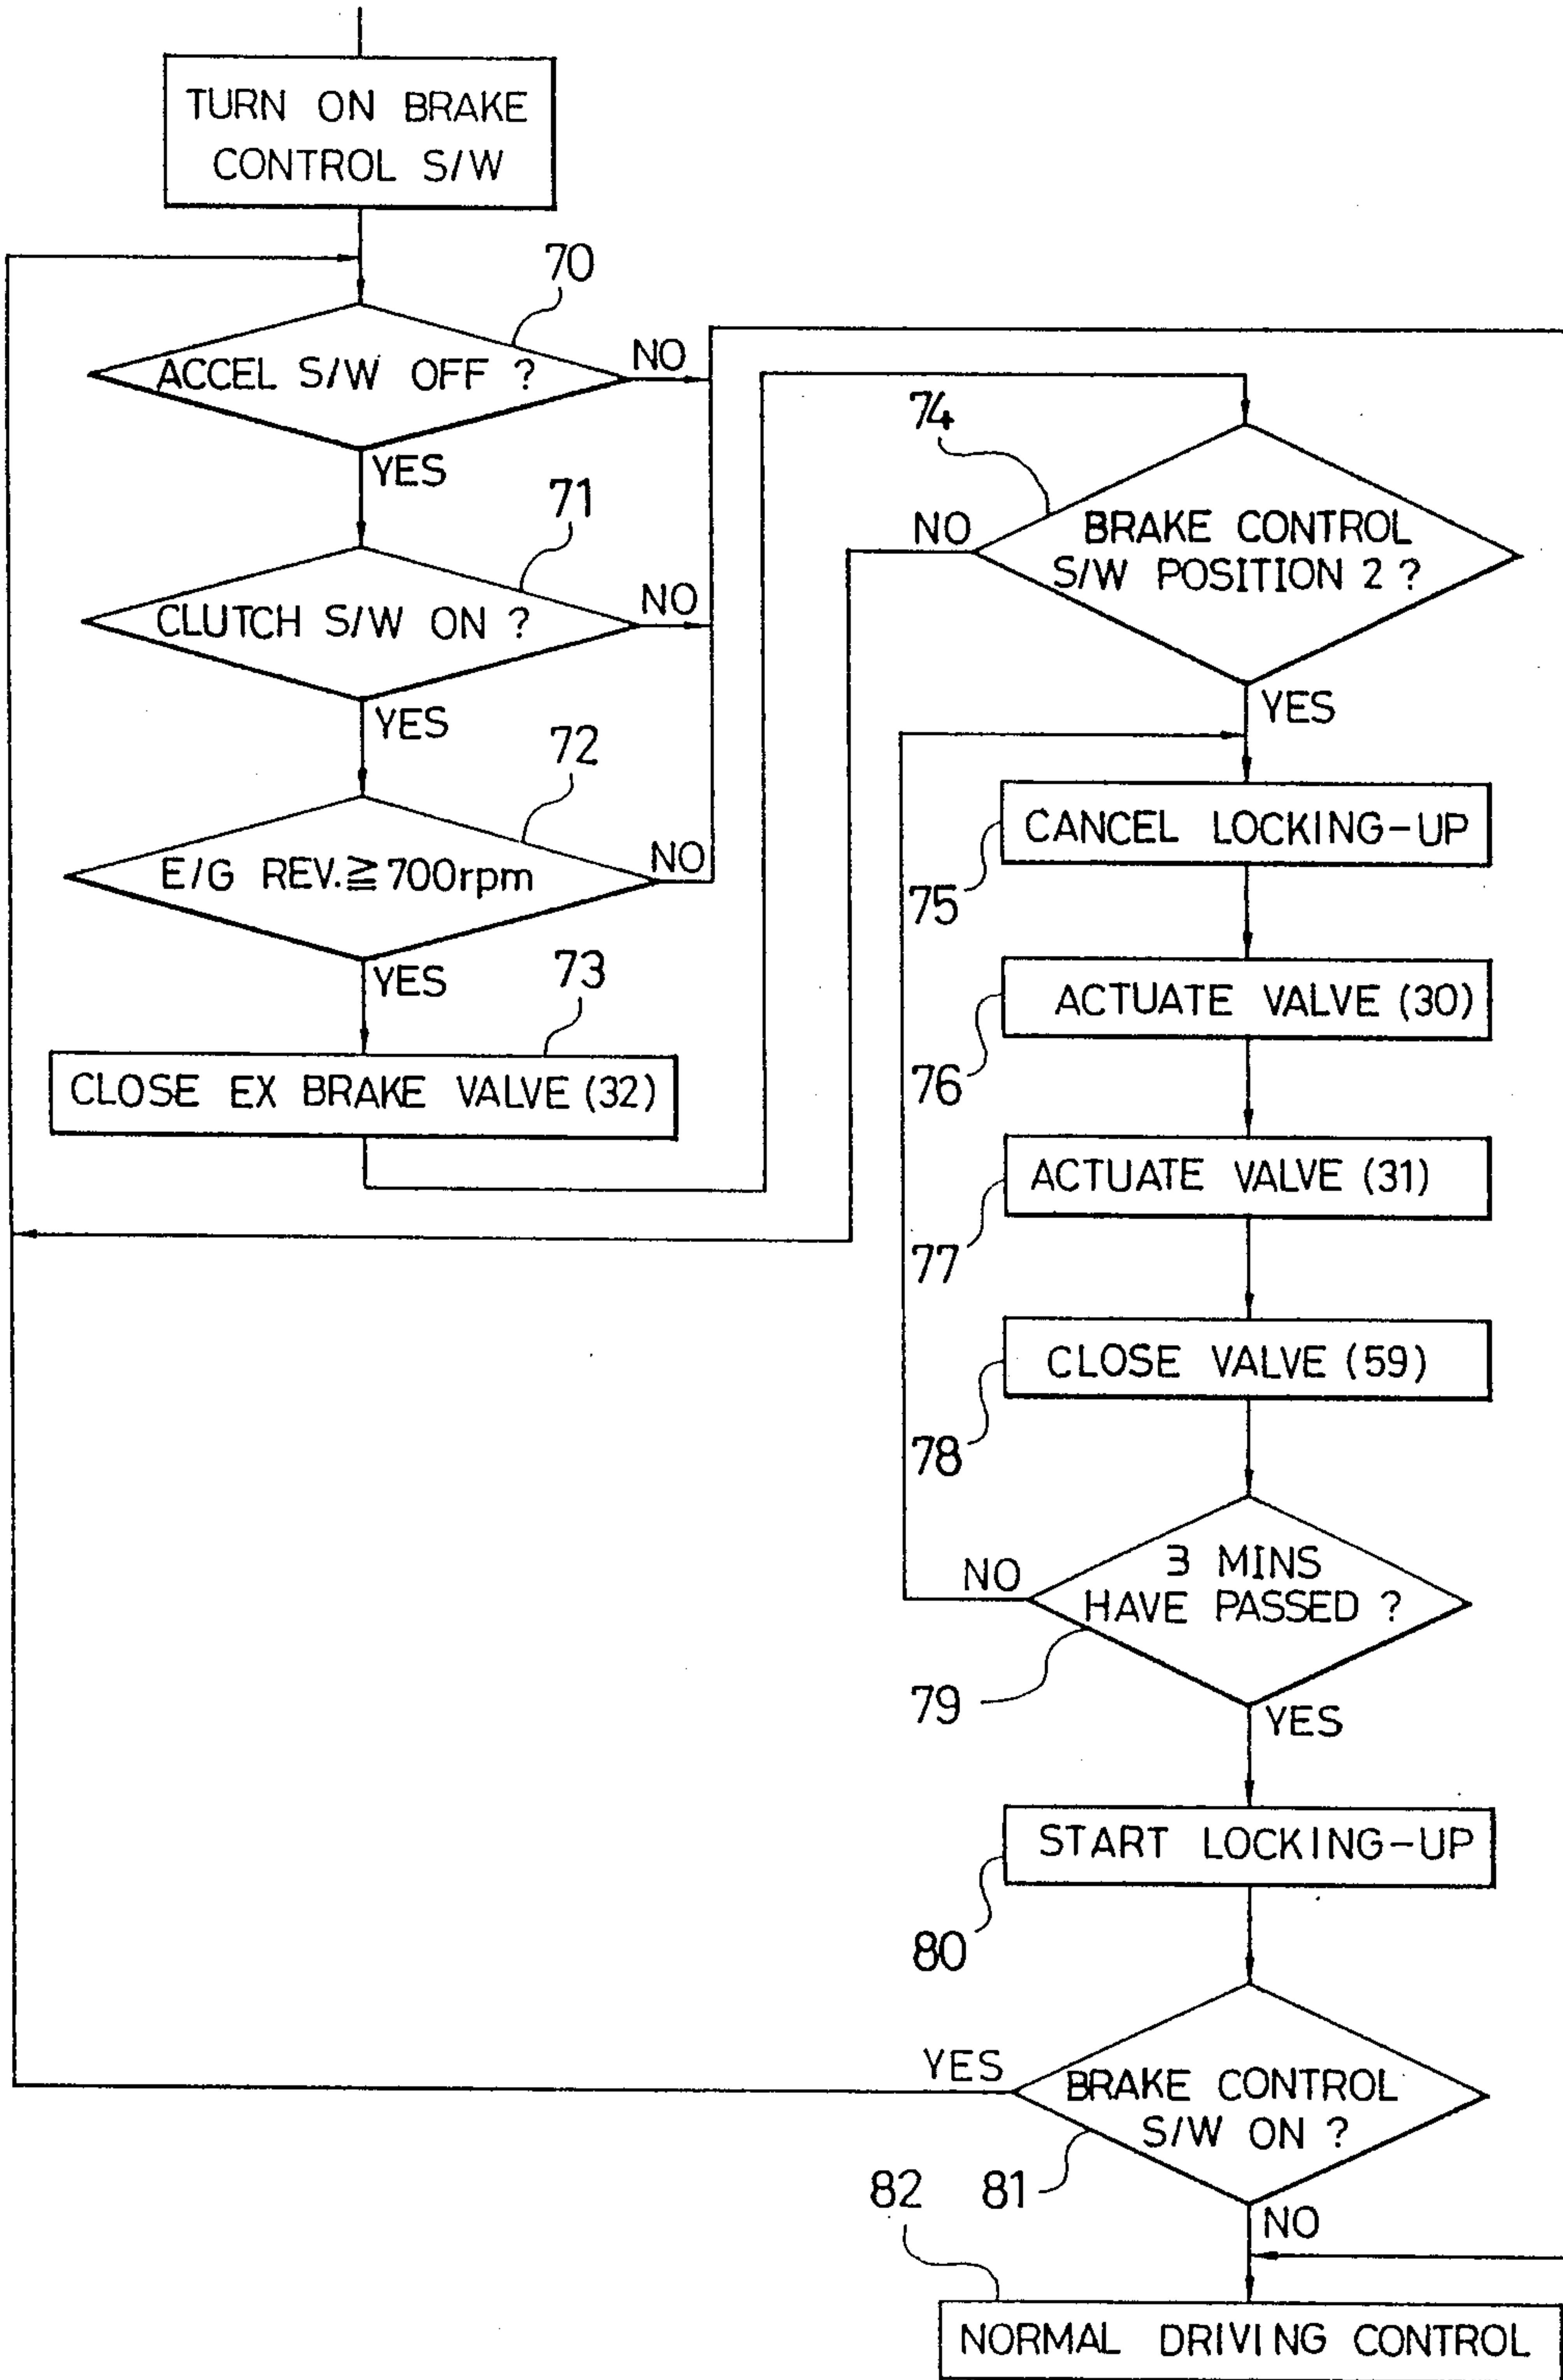 TURN ON BRAKE
CONTROL S/W
70
ACCEL S/W OFF ?
NO
YES
71
CLUTCH S/W ON ?
NO
YES
72
E/G REV.≧700rpm
NO
YES
73
CLOSE EX BRAKE VALVE (32)
74
BRAKE CONTROL
S/W POSITION 2 ?
NO
YES
CANCEL LOCKING-UP
75
ACTUATE VALVE (30)
76
ACTUATE VALVE (31)
77
CLOSE VALVE (59)
78
3 MINS
HAVE PASSED ?
NO
79
YES
START LOCKING-UP
80
YES
BRAKE CONTROL
S/W ON ?
81
NO
82
NORMAL DRIVING CONTROL